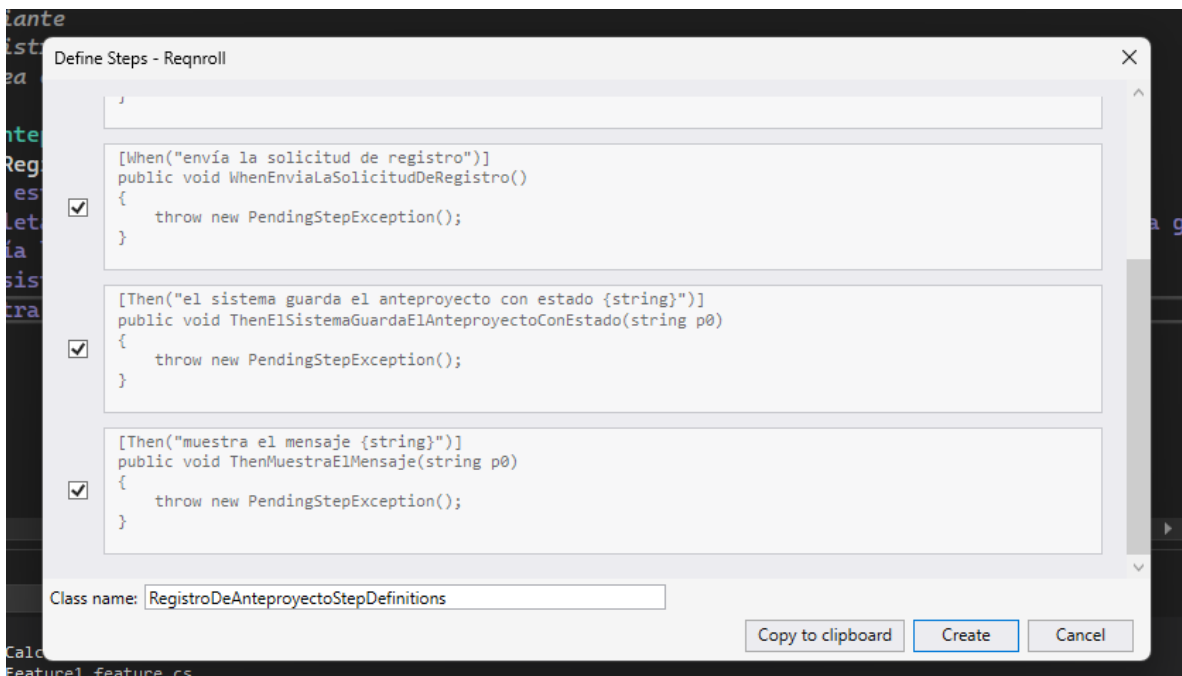 iante
Define Steps - Reqnroll
}
[When("envía la solicitud de registro")]
public void WhenEnviaLaSolicitudDeRegistro()
{
throw new PendingStepException();
}
[Then("el sistema guarda el anteproyecto con estado {string}")]
public void ThenElSistemaGuardaElAnteproyectoConEstado(string p0)
{
throw new PendingStepException();
}
[Then("muestra el mensaje {string}")]
public void ThenMuestraElMensaje(string p0)
{
throw new PendingStepException();
}
Class name: RegistroDeAnteproyectoStepDefinitions
Copy to clipboard Create Cancel
Calc
Feature1.feature.cs